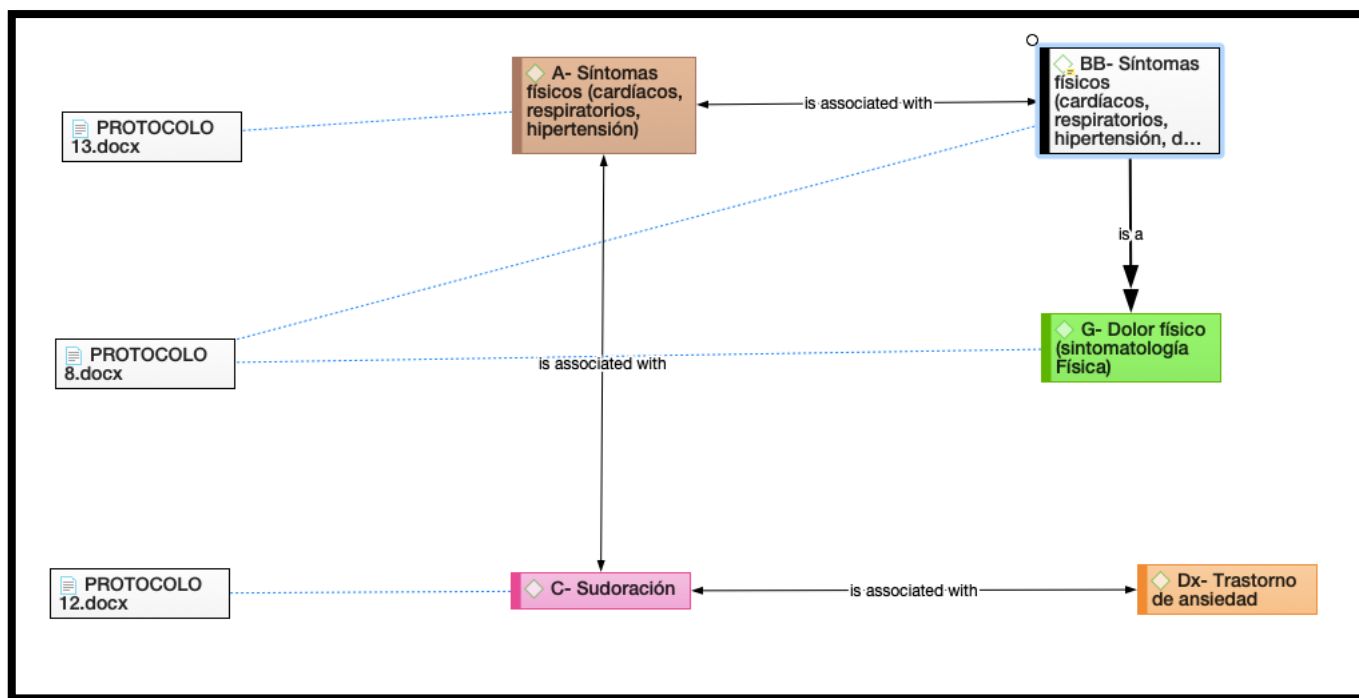 A- Síntomas
físicos (cardíacos,
respiratorios,
hipertensión)
is associated with
BB- Síntomas
físicos
(cardíacos,
respiratorios,
hipertensión, d...
PROTOCOLO
13.docx
is a
PROTOCOLO
8.docx
is associated with
G- Dolor físico
(sintomatología
Física)
PROTOCOLO
12.docx
C- Sudoración
is associated with
Dx- Trastorno
de ansiedad